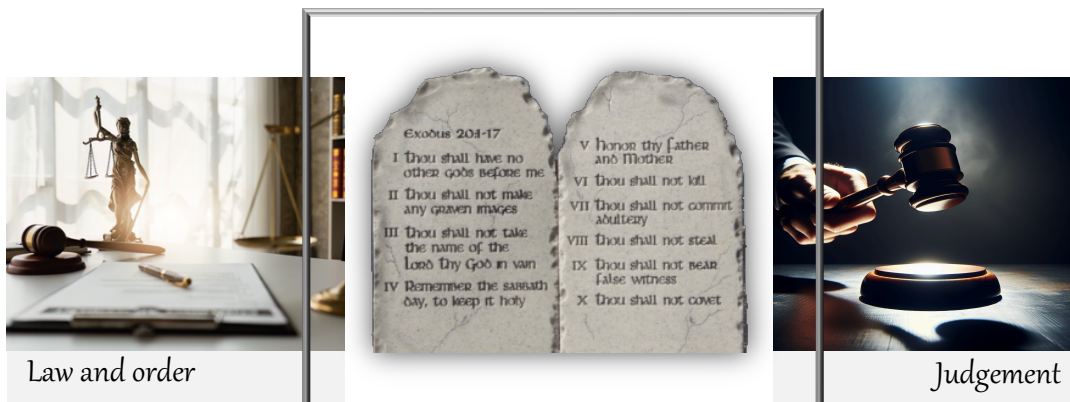 Exodus 20:1-17
I Thou shall have no
other gods before me
II Thou shall not make
any graven images
III Thou shall not take
the name of the
Lord Thy God in vain
IV Remember the sabbath
day, to keep it holy
V Honor thy father
and Mother
VI Thou shall not kill
VII Thou shall not commit
adultery
VIII Thou shall not steal
IX Thou shall not bear
false witness
X Thou shall not covet
Law and order
Judgement